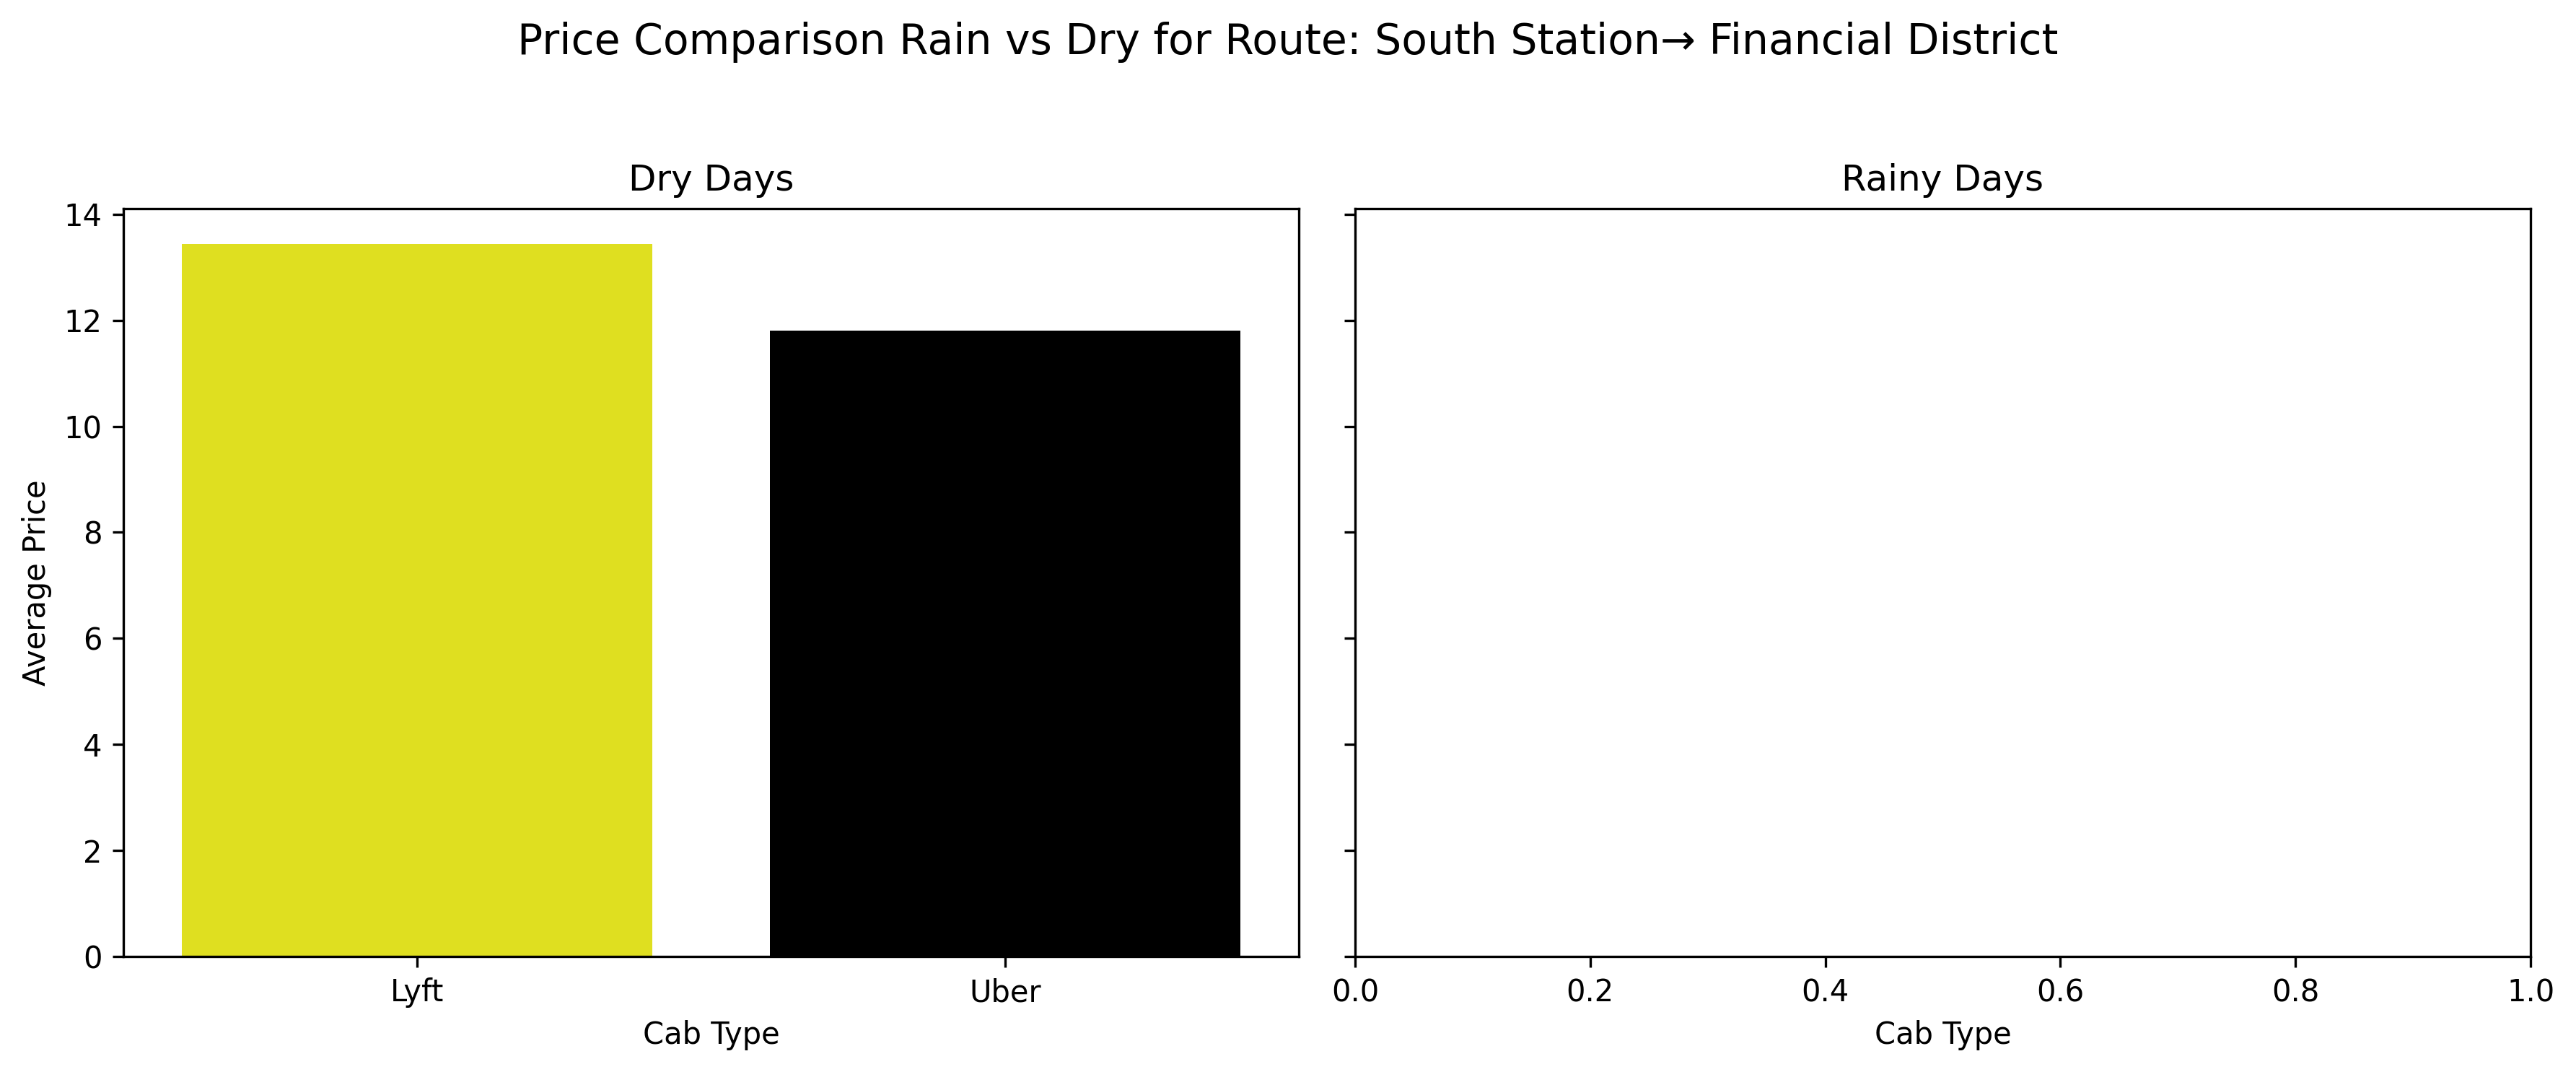 Price Comparison Rain vs Dry for Route: South Station→ Financial District
Dry Days
14
12
10
8
6
4
2
0
Average Price
Lyft
Uber
Cab Type
Rainy Days
0.0
0.2
0.4
0.6
0.8
1.0
Cab Type